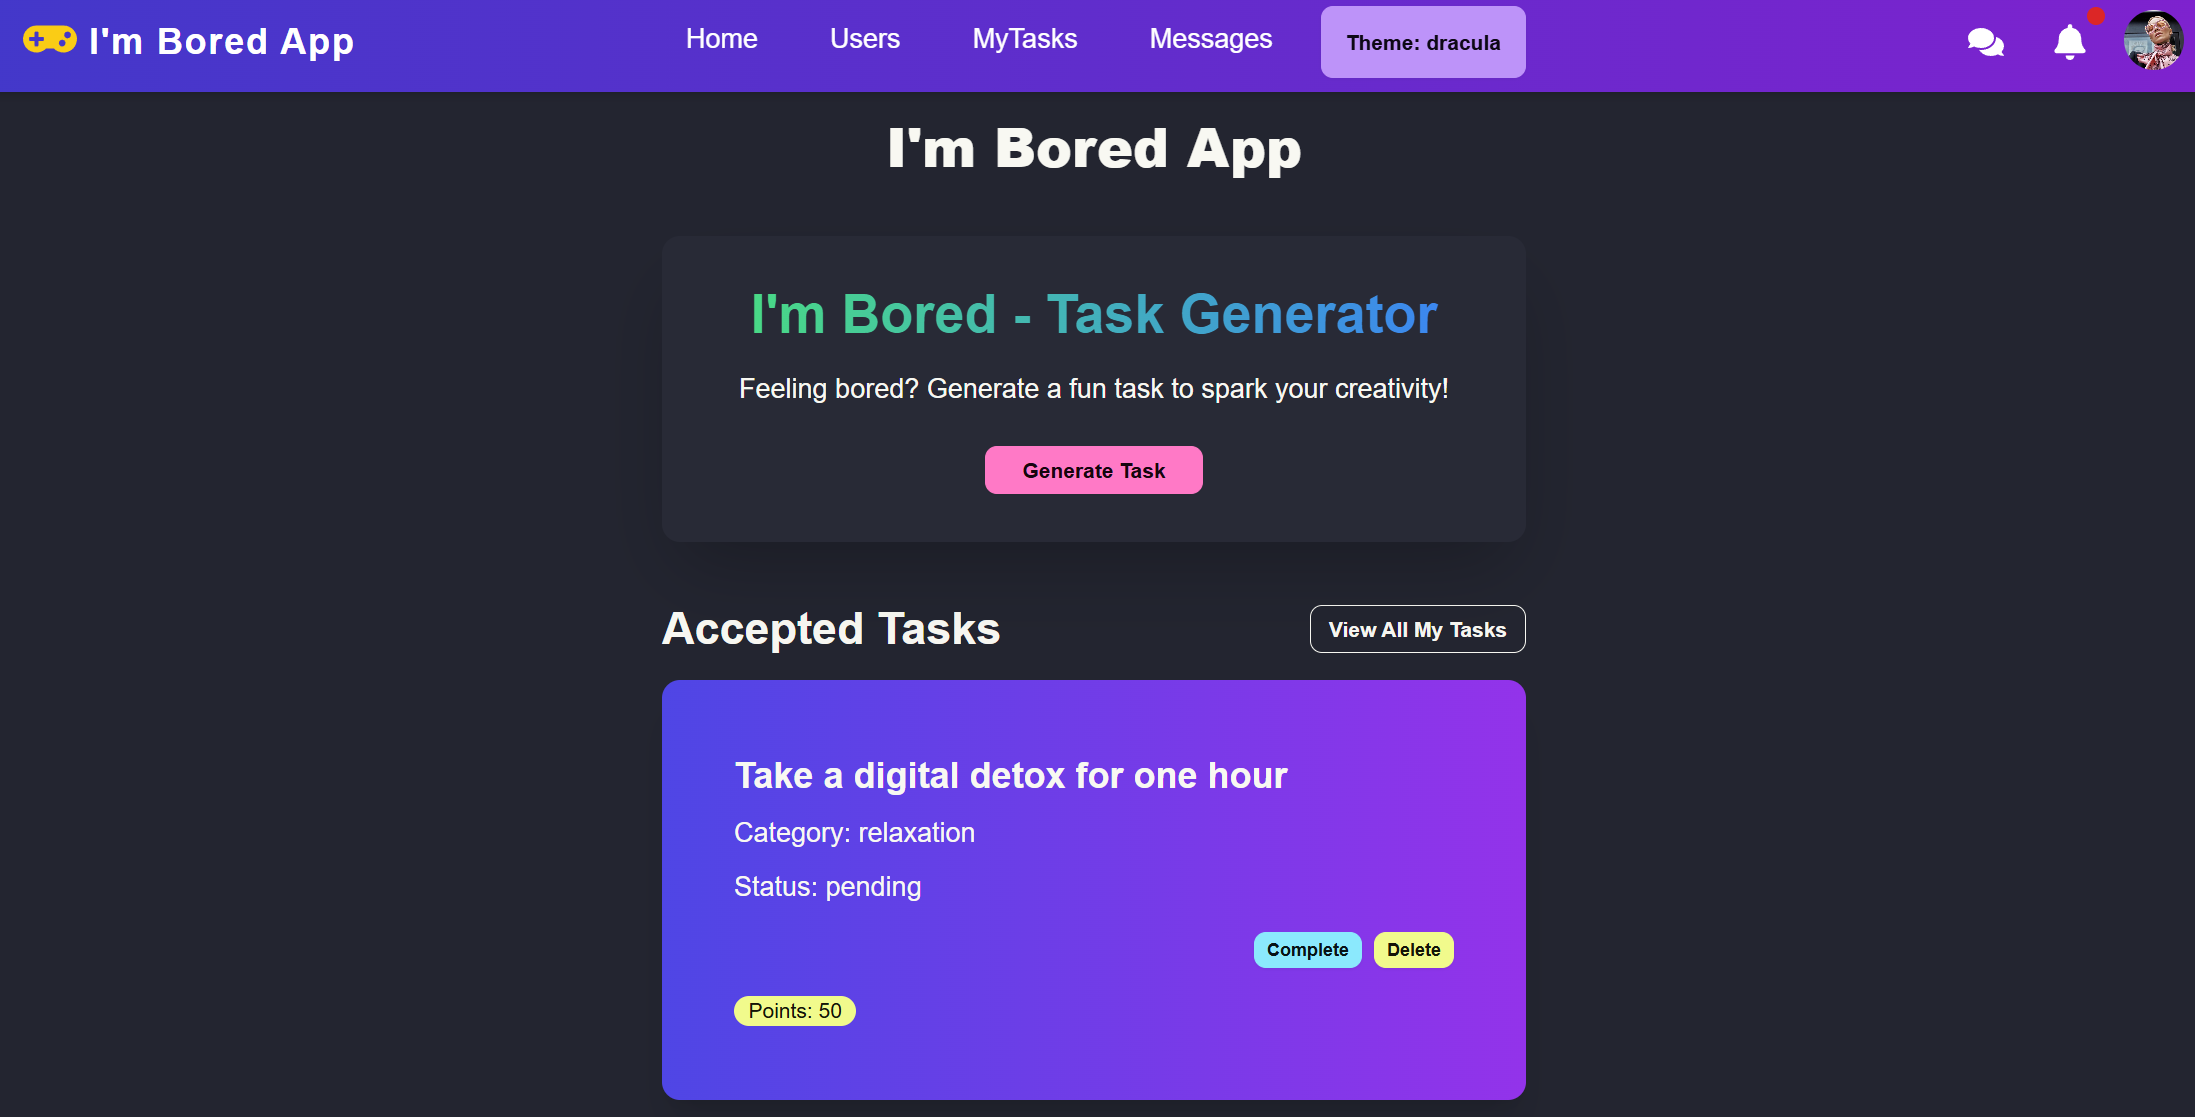 I'm Bored App
Home
Users
MyTasks
Messages
Theme: dracula
I'm Bored App
I'm Bored - Task Generator
Feeling bored? Generate a fun task to spark your creativity!
Generate Task
Accepted Tasks
View All My Tasks
Take a digital detox for one hour
Category: relaxation
Status: pending
Complete
Delete
Points: 50